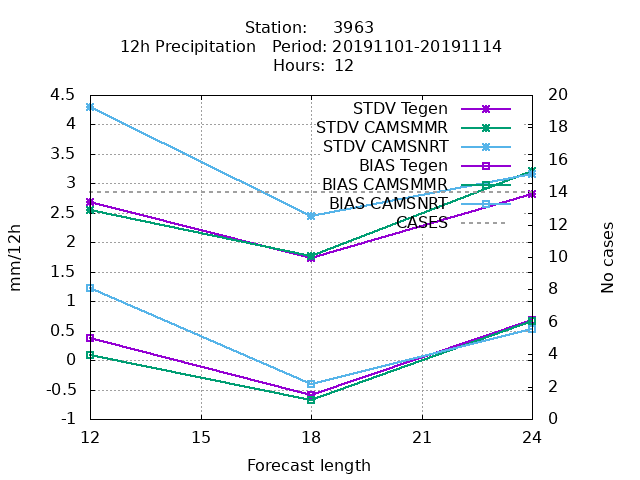 Station: 3963
12h Precipitation Period: 20191101-20191114
Hours: 12
4.5
4
3.5
3
2.5
2
1.5
1
0.5
0
-0.5
-1
mm/12h
STDV Tegen
STDV CAMSMMR
STDV CAMSNRT
BIAS Tegen
BIAS CAMSMMR
BIAS CAMSNRT
CASES
20
18
16
14
12
10
8
6
4
2
0
No cases
12 15 18 21 24
Forecast length